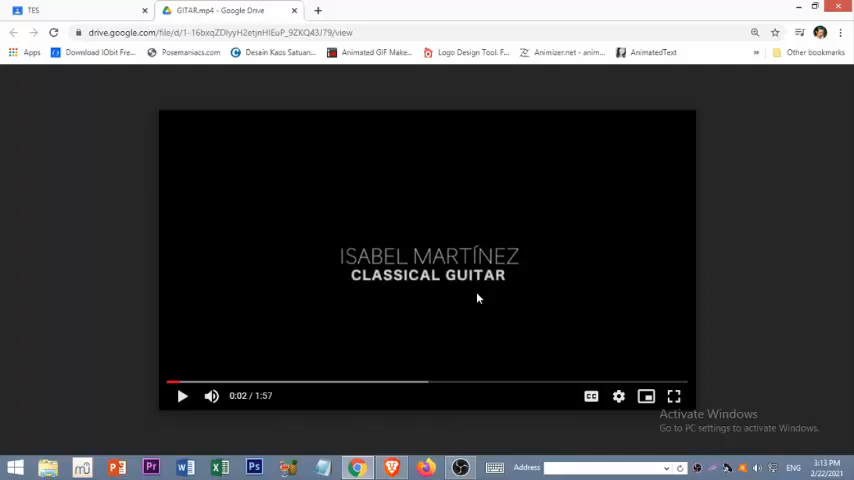 TES
GITAR.mp4 - Google Drive
drive.google.com/file/d/1-16bxqZDIyyH2etjnHIEuP_9ZKQ43J79/view
Apps
Download IObit Fre...
Posemaniacs.com
Desain Kaos Satuan...
Animated GIF Make...
Logo Design Tool. F...
Animizer.net - anim...
AnimatedText
Other bookmarks
ISABEL MARTÍNEZ
CLASSICAL GUITAR
0:02 / 1:57
CC
Activate Windows
Go to PC settings to activate Windows.
Address
ENG
3:13 PM
2/22/2021